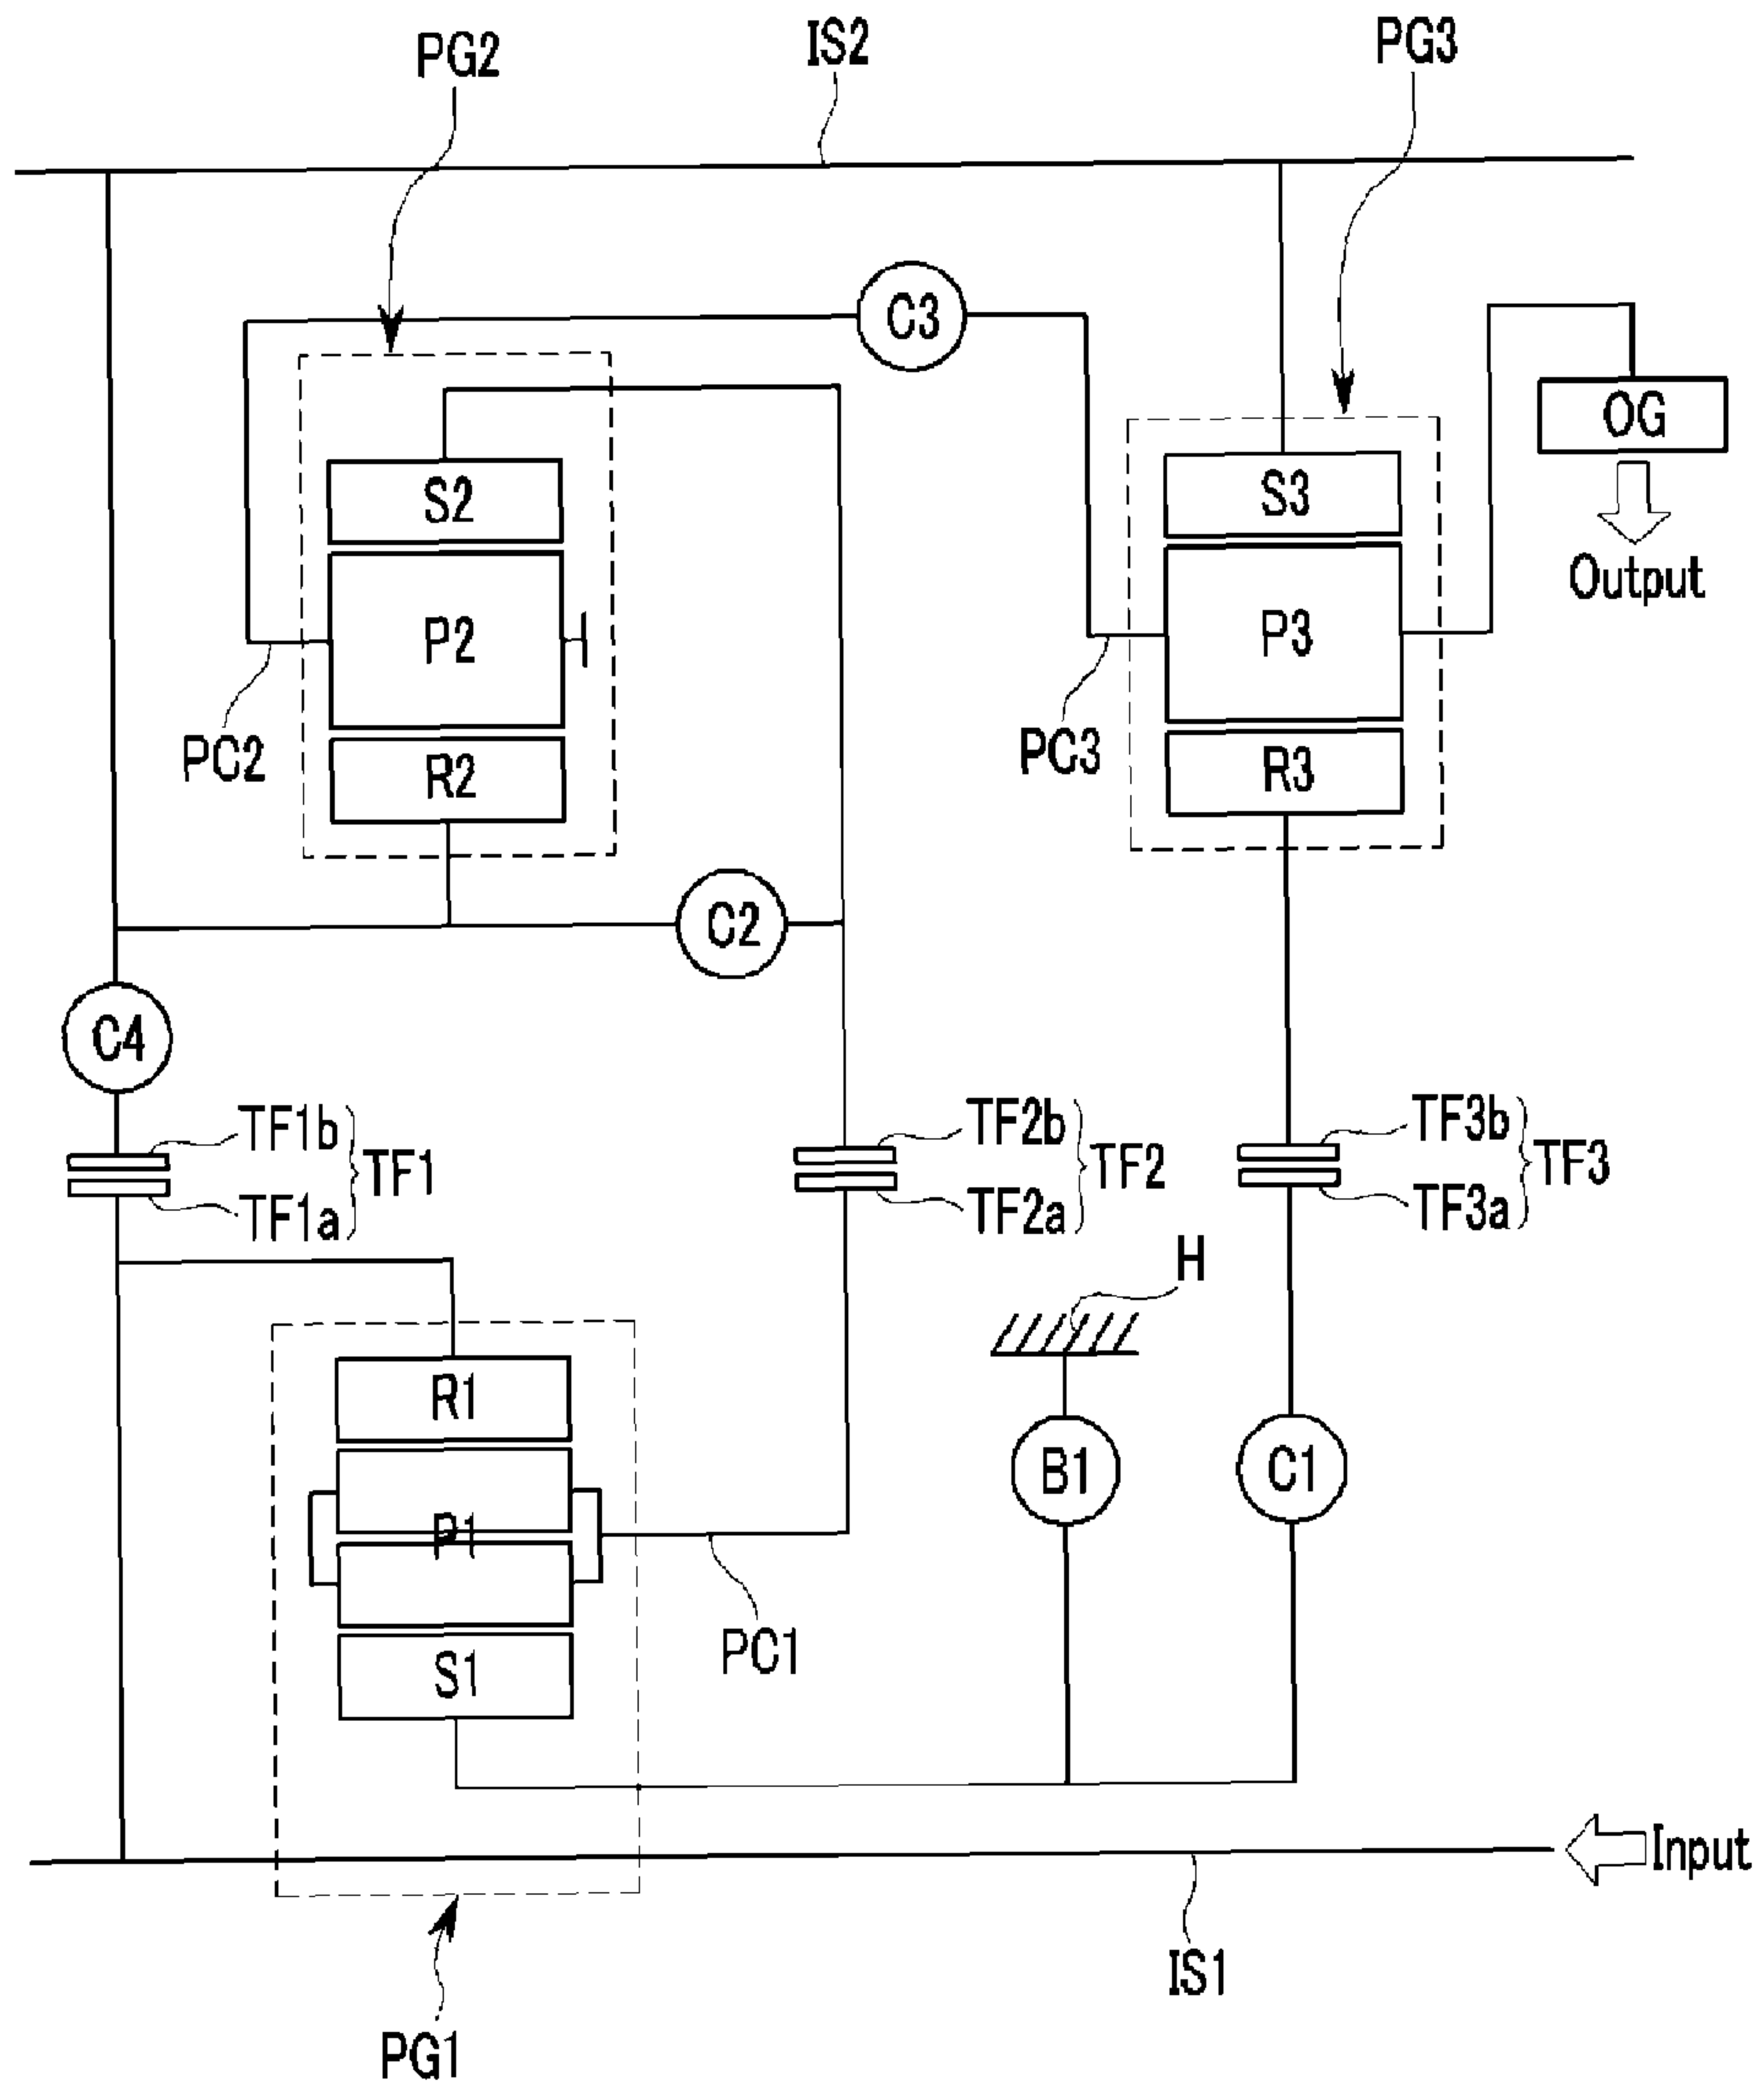 PG2
IS2
PG3
C3
OG
S2
S3
Output
P2
P3
PC2
PC3
R2
R3
C2
C4
TF1b
TF1
TF1a
TF2b
TF2
TF2a
TF3b
TF3
TF3a
H
R1
B1
C1
P1
PC1
S1
Input
IS1
PG1